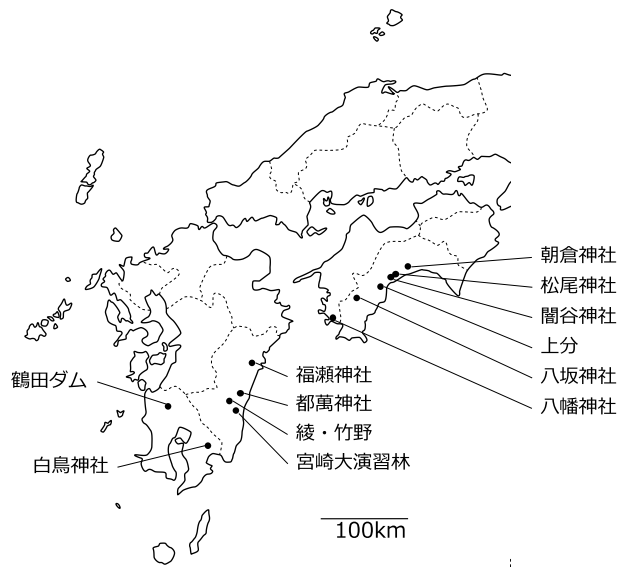 朝倉神社
松尾神社
闇谷神社
上分
八坂神社
八幡神社
福瀬神社
都萬神社
綾・竹野
宮崎大演習林
鶴田ダム
白鳥神社
100km